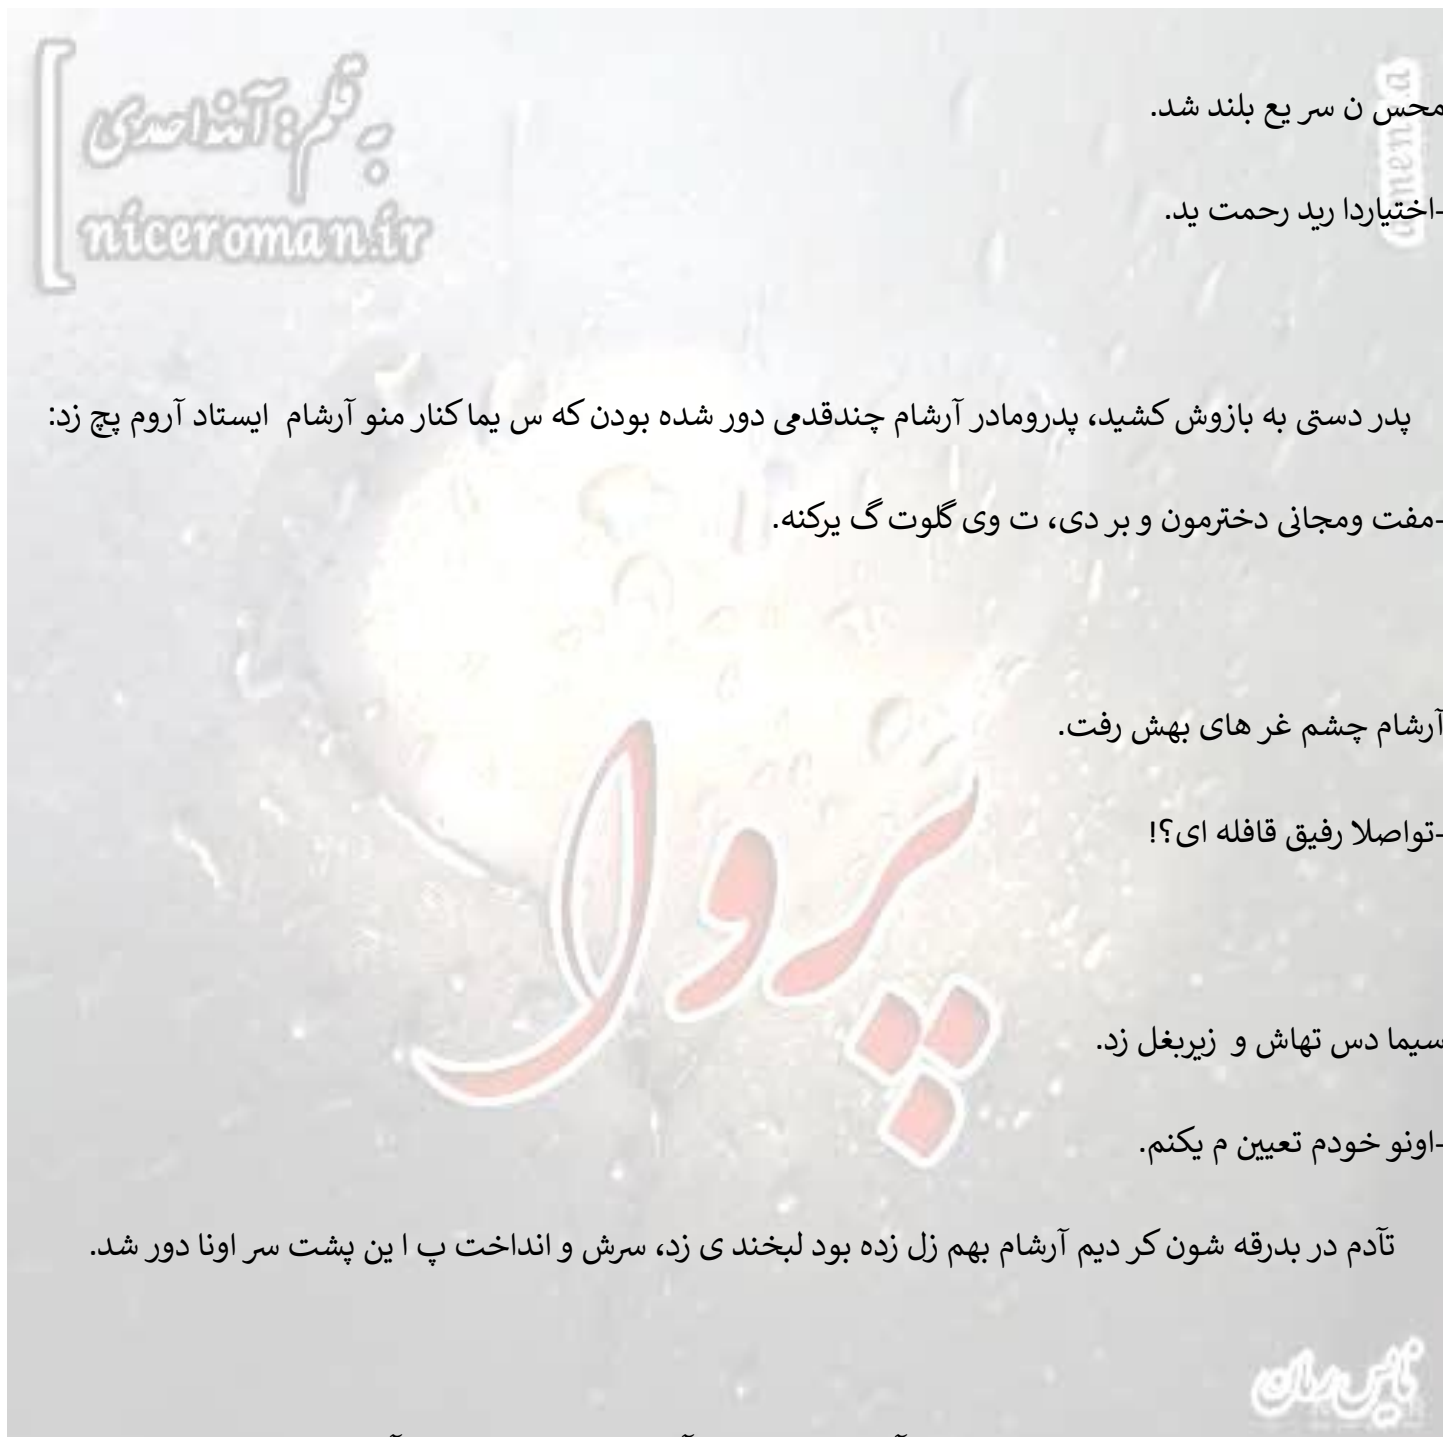 به قلم: آیندا حمدی
niceroman.ir
محس ن سر یع بلند شد.
-اختیاردا رید رحمت ید.
پدر دستی به بازوش کشید، پدرومادر آرشام چندقدمی دور شده بودن که س یما کنار منو آرشام ایستاد آروم پچ زد:
-مفت ومجانی دخترمون و بر دی، ت وی گلوت گ یرکنه.
آرشام چشم غر های بهش رفت.
-تواصلا رفیق قافله ای؟!
سیما دس تهاش و زیربغل زد.
-اونو خودم تعیین م یکنم.
تآدم در بدرقه شون کر دیم آرشام بهم زل زده بود لبخند ی زد، سرش و انداخت پ ا ین پشت سر اونا دور شد.
پروا